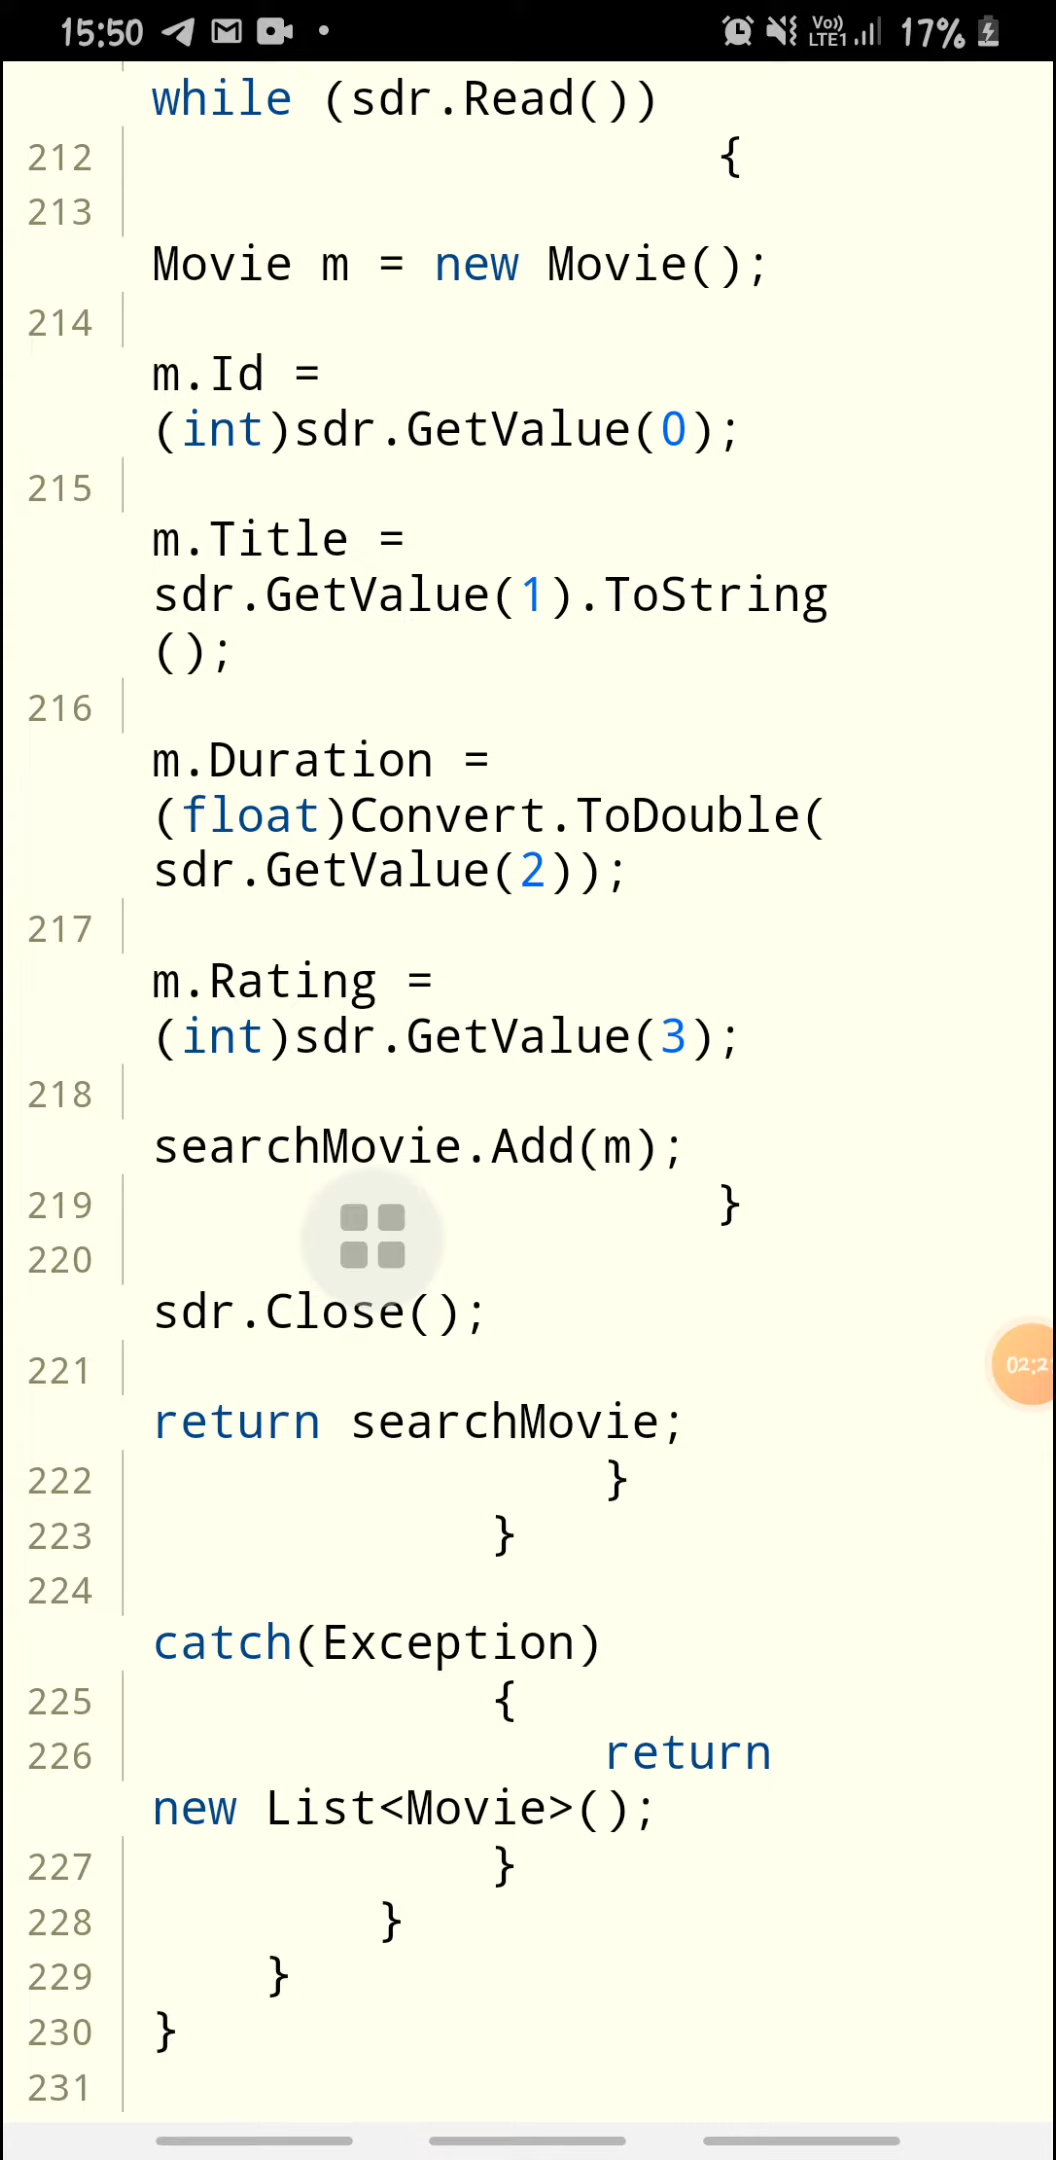 15:50
Vo)) LTE1 17%
while (sdr.Read())
212 {
213
Movie m = new Movie();
214
m.Id =
(int)sdr.GetValue(0);
215
m.Title =
sdr.GetValue(1).ToString
();
216
m.Duration =
(float)Convert.ToDouble(
sdr.GetValue(2));
217
m.Rating =
(int)sdr.GetValue(3);
218
searchMovie.Add(m);
219 }
220
sdr.Close();
221
return searchMovie;
222 }
223 }
224
catch(Exception)
225 {
226 return
new List<Movie>();
227 }
228 }
229 }
230 }
231